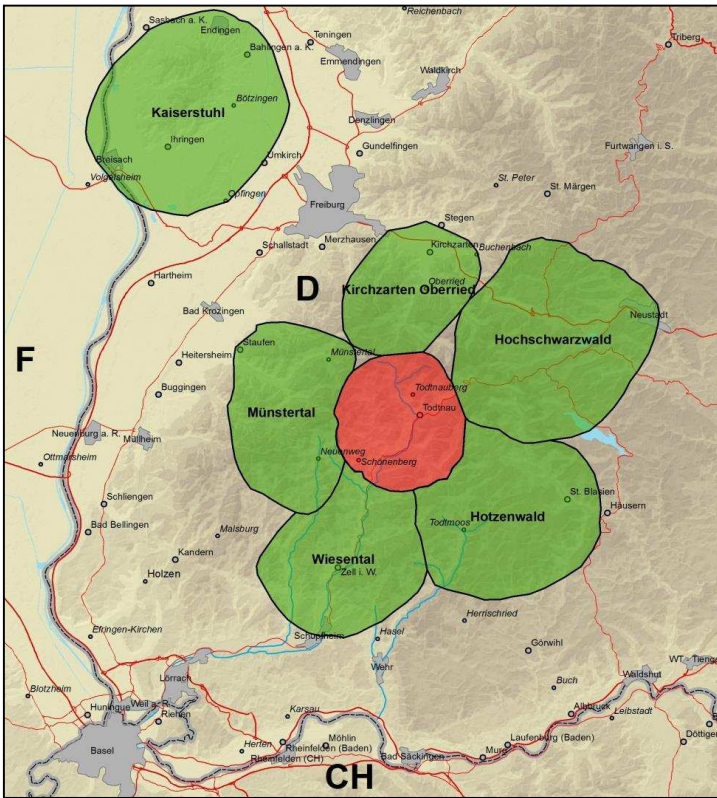 Reichenbach
Sasbach a. K.
Endingen
Teningen
Triberg
Bahlingen a. K.
Emmendingen
Waldkirch
Kaiserstuhl
Bötzingen
Denzlingen
Ihringen
Gundelfingen
Furtwangen i. S.
Breisach
Umkirch
Vogelsheim
St. Peter
St. Märgen
Opfingen
Freiburg
Stegen
Schallstadt
Merzhausen
Kirchzarten
Buchenbach
Hartheim
D
Oberried
Kirchzarten Oberried
Bad Krozingen
Neustadt
Hochschwarzwald
Staufen
F
Heitersheim
Münstertal
Buggingen
Todtnauberg
Münstertal
Todtnau
Neuenburg a. R.
Müllheim
Ottmarsheim
Neuenweg
Schönenberg
Schliengen
St. Blasien
Häusern
Hotzenwald
Bad Bellingen
Malsburg
Todtmoos
Kandern
Wiesental
Zell i. W.
Holzen
Herrischried
Efringen-Kirchen
Schopfheim
Hasel
Görwihl
Wehr
WT - Tienge
Lörrach
Waldshut
Blotzheim
Buch
Weil a. R.
Huningue
Riehen
Karsau
Albbruck
Leibstadt
Basel
Herten
Möhlin
Rheinfelden (Baden)
Rheinfelden (CH)
Laufenburg (Baden)
Murg
Bad Säckingen
Döttingen
CH